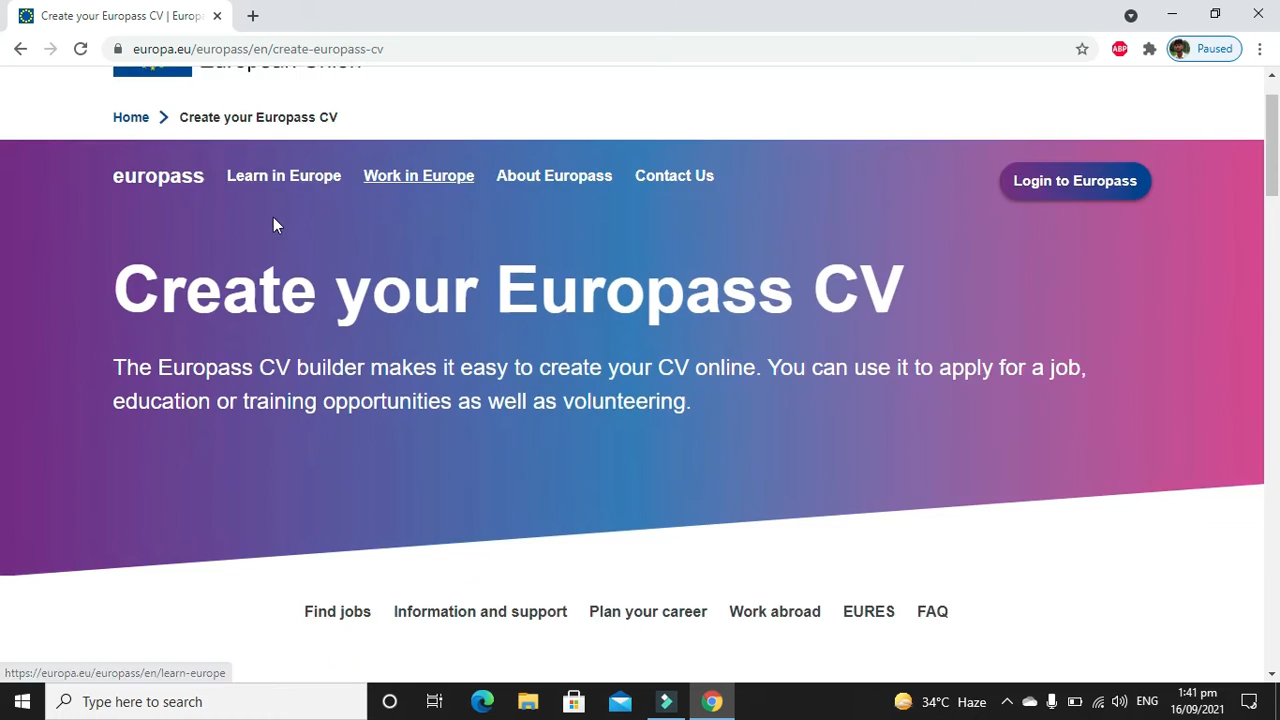 Create your Europass CV | Europa
europa.eu/europass/en/create-europass-cv
ABP
Paused
European Union
Home
Create your Europass CV
europass
Learn in Europe
Work in Europe
About Europass
Contact Us
Login to Europass
Create your Europass CV
The Europass CV builder makes it easy to create your CV online. You can use it to apply for a job,
education or training opportunities as well as volunteering.
Find jobs
Information and support
Plan your career
Work abroad
EURES
FAQ
https://europa.eu/europass/en/learn-europe
Type here to search
34°C Haze
ENG
1:41 pm
16/09/2021